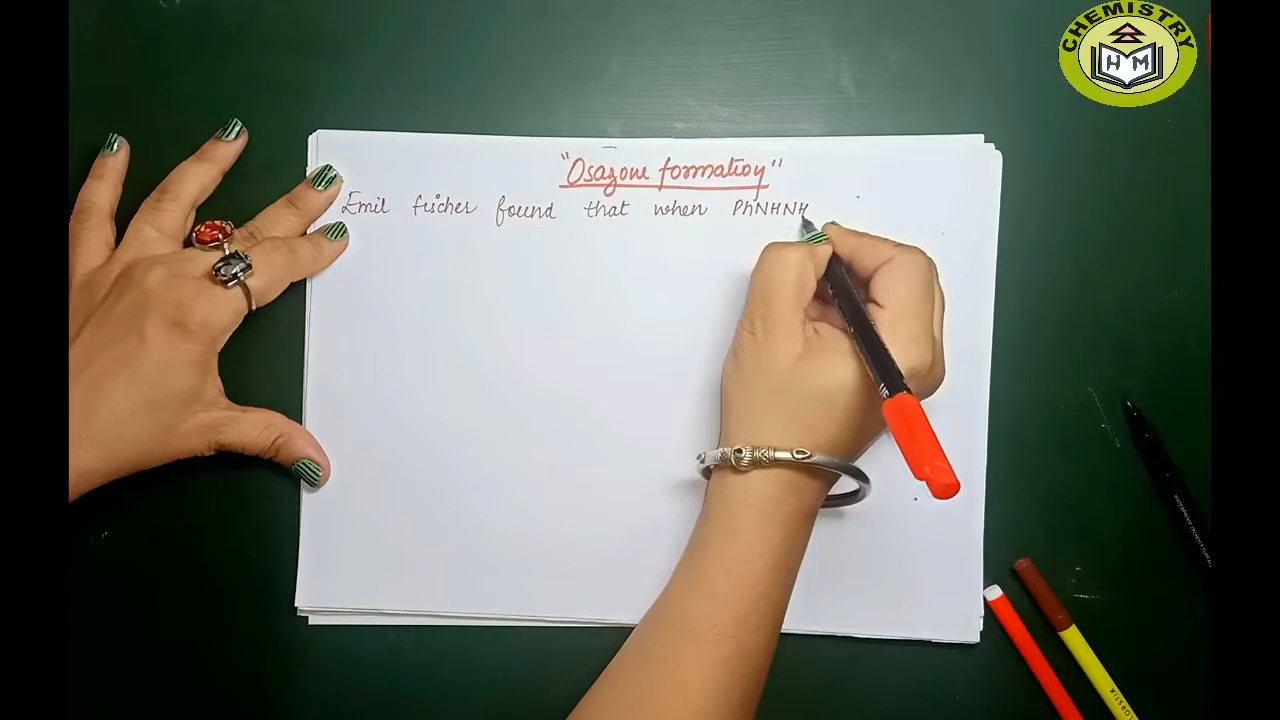 CHEMISTRY
H M
"Osazone formation"
Emil fischer found that when PhNHNH